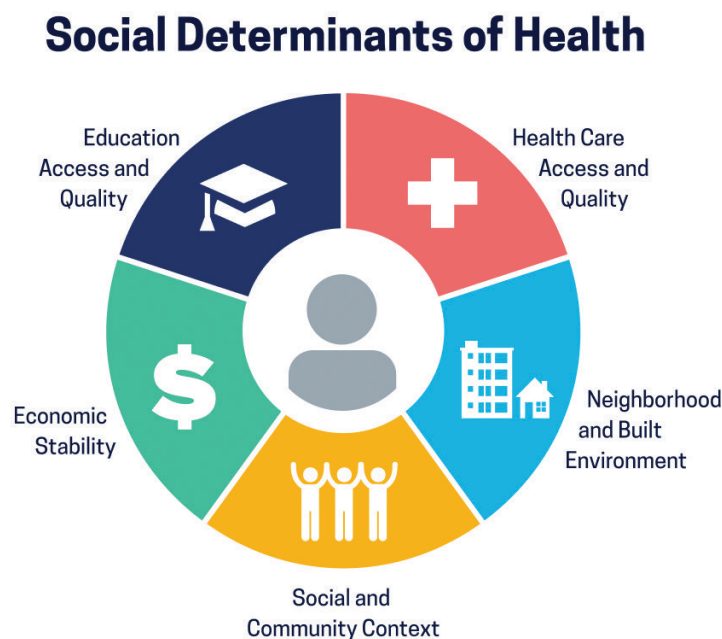 Social Determinants of Health
Education
Access and
Quality
Health Care
Access and
Quality
Economic
Stability
Neighborhood
and Built
Environment
Social and
Community Context
$